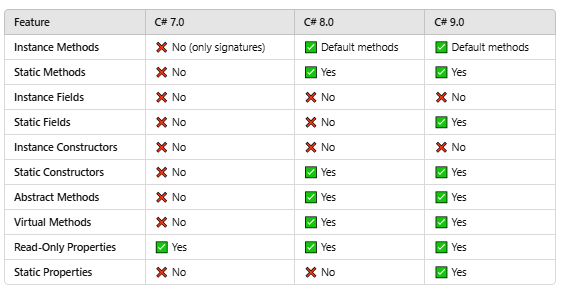 Feature C# 7.0 C# 8.0 C# 9.0
Instance Methods ❌ No (only signatures) ✅ Default methods ✅ Default methods
Static Methods ❌ No ✅ Yes ✅ Yes
Instance Fields ❌ No ❌ No ❌ No
Static Fields ❌ No ❌ No ✅ Yes
Instance Constructors ❌ No ❌ No ❌ No
Static Constructors ❌ No ✅ Yes ✅ Yes
Abstract Methods ❌ No ✅ Yes ✅ Yes
Virtual Methods ❌ No ✅ Yes ✅ Yes
Read-Only Properties ✅ Yes ✅ Yes ✅ Yes
Static Properties ❌ No ❌ No ✅ Yes